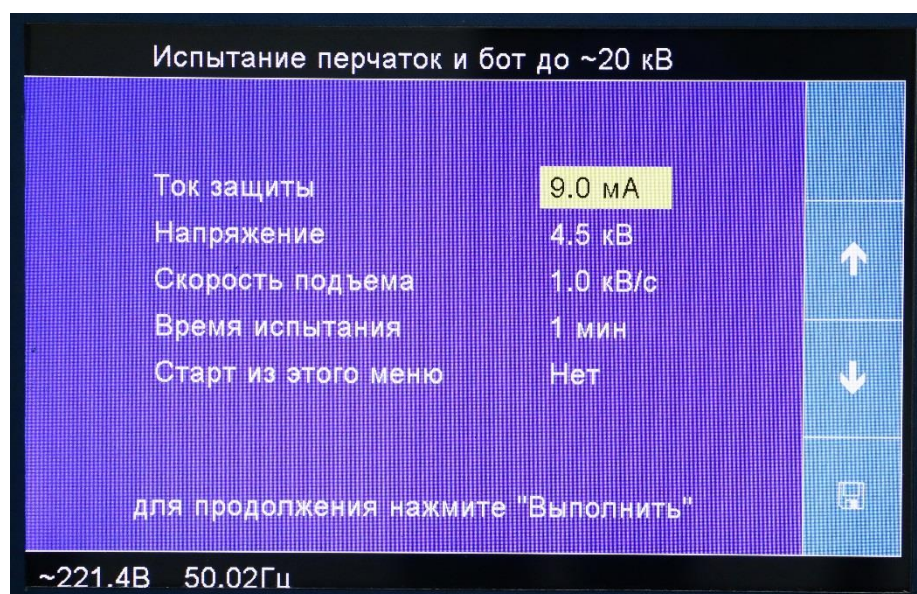 Испытание перчаток и бот до ~20 кВ
Ток защиты 9.0 мА
Напряжение 4.5 кВ
Скорость подъема 1.0 кВ/с
Время испытания 1 мин
Старт из этого меню Нет
для продолжения нажмите "Выполнить"
~221.4В 50.02Гц